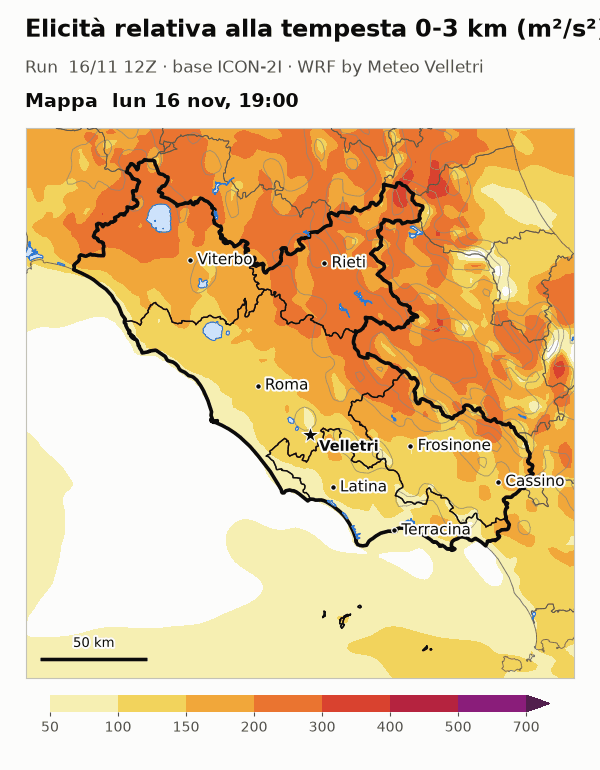 Elicità relativa alla tempesta 0-3 km (m²/s²)
Run 16/11 12Z · base ICON-2I · WRF by Meteo Velletri
Mappa lun 16 nov, 19:00
Viterbo
Rieti
Roma
Velletri
Frosinone
Cassino
Latina
Terracina
50 km
50 100 150 200 300 400 500 700